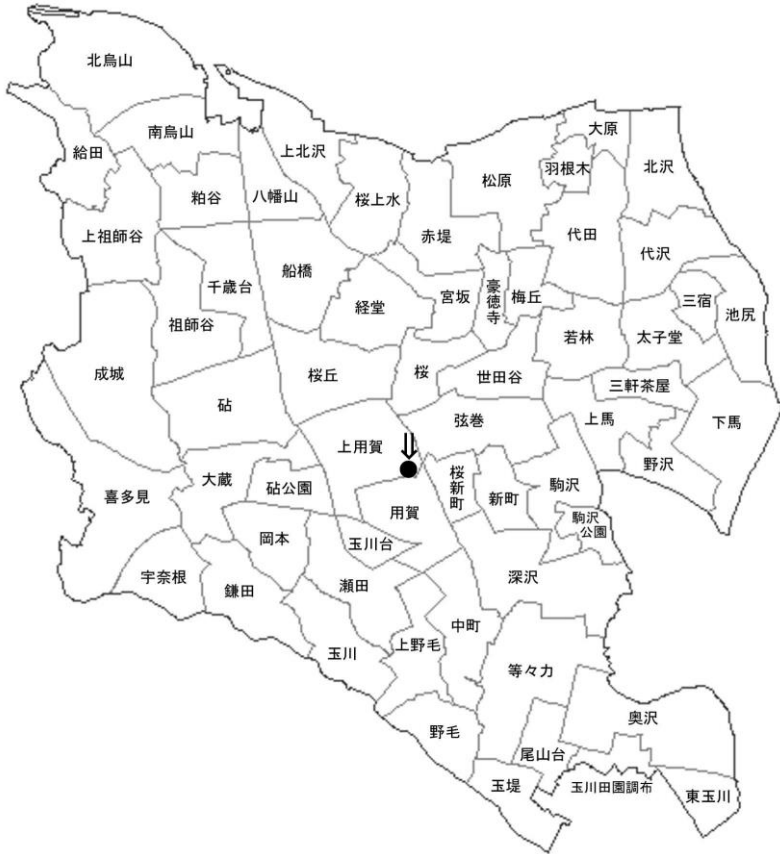 北烏山
給田
南烏山
上北沢
大原
北沢
羽根木
松原
粕谷
八幡山
桜上水
上祖師谷
赤堤
代田
代沢
千歳台
船橋
経堂
宮坂
豪徳寺
梅丘
三宿
池尻
祖師谷
若林
太子堂
成城
桜丘
桜
世田谷
三軒茶屋
砧
弦巻
上馬
下馬
上用賀
野沢
大蔵
砧公園
桜新町
新町
駒沢
喜多見
用賀
駒沢
公園
岡本
玉川台
宇奈根
鎌田
瀬田
深沢
中町
玉川
上野毛
等々力
奥沢
野毛
尾山台
玉堤
玉川田園調布
東玉川